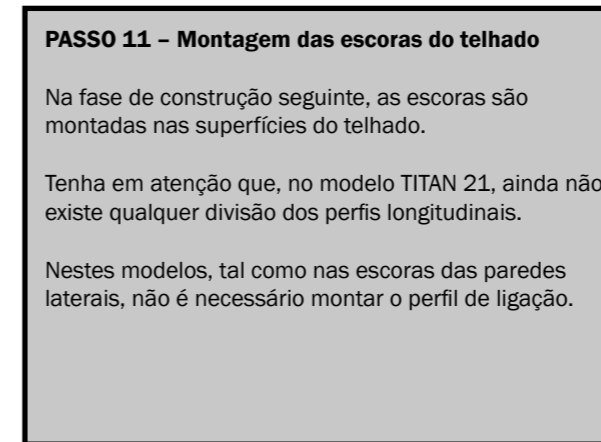 PASSO 11 – Montagem das escoras do telhado
Na fase de construção seguinte, as escoras são
montadas nas superfícies do telhado.
Tenha em atenção que, no modelo TITAN 21, ainda não
existe qualquer divisão dos perfis longitudinais.
Nestes modelos, tal como nas escoras das paredes
laterais, não é necessário montar o perfil de ligação.